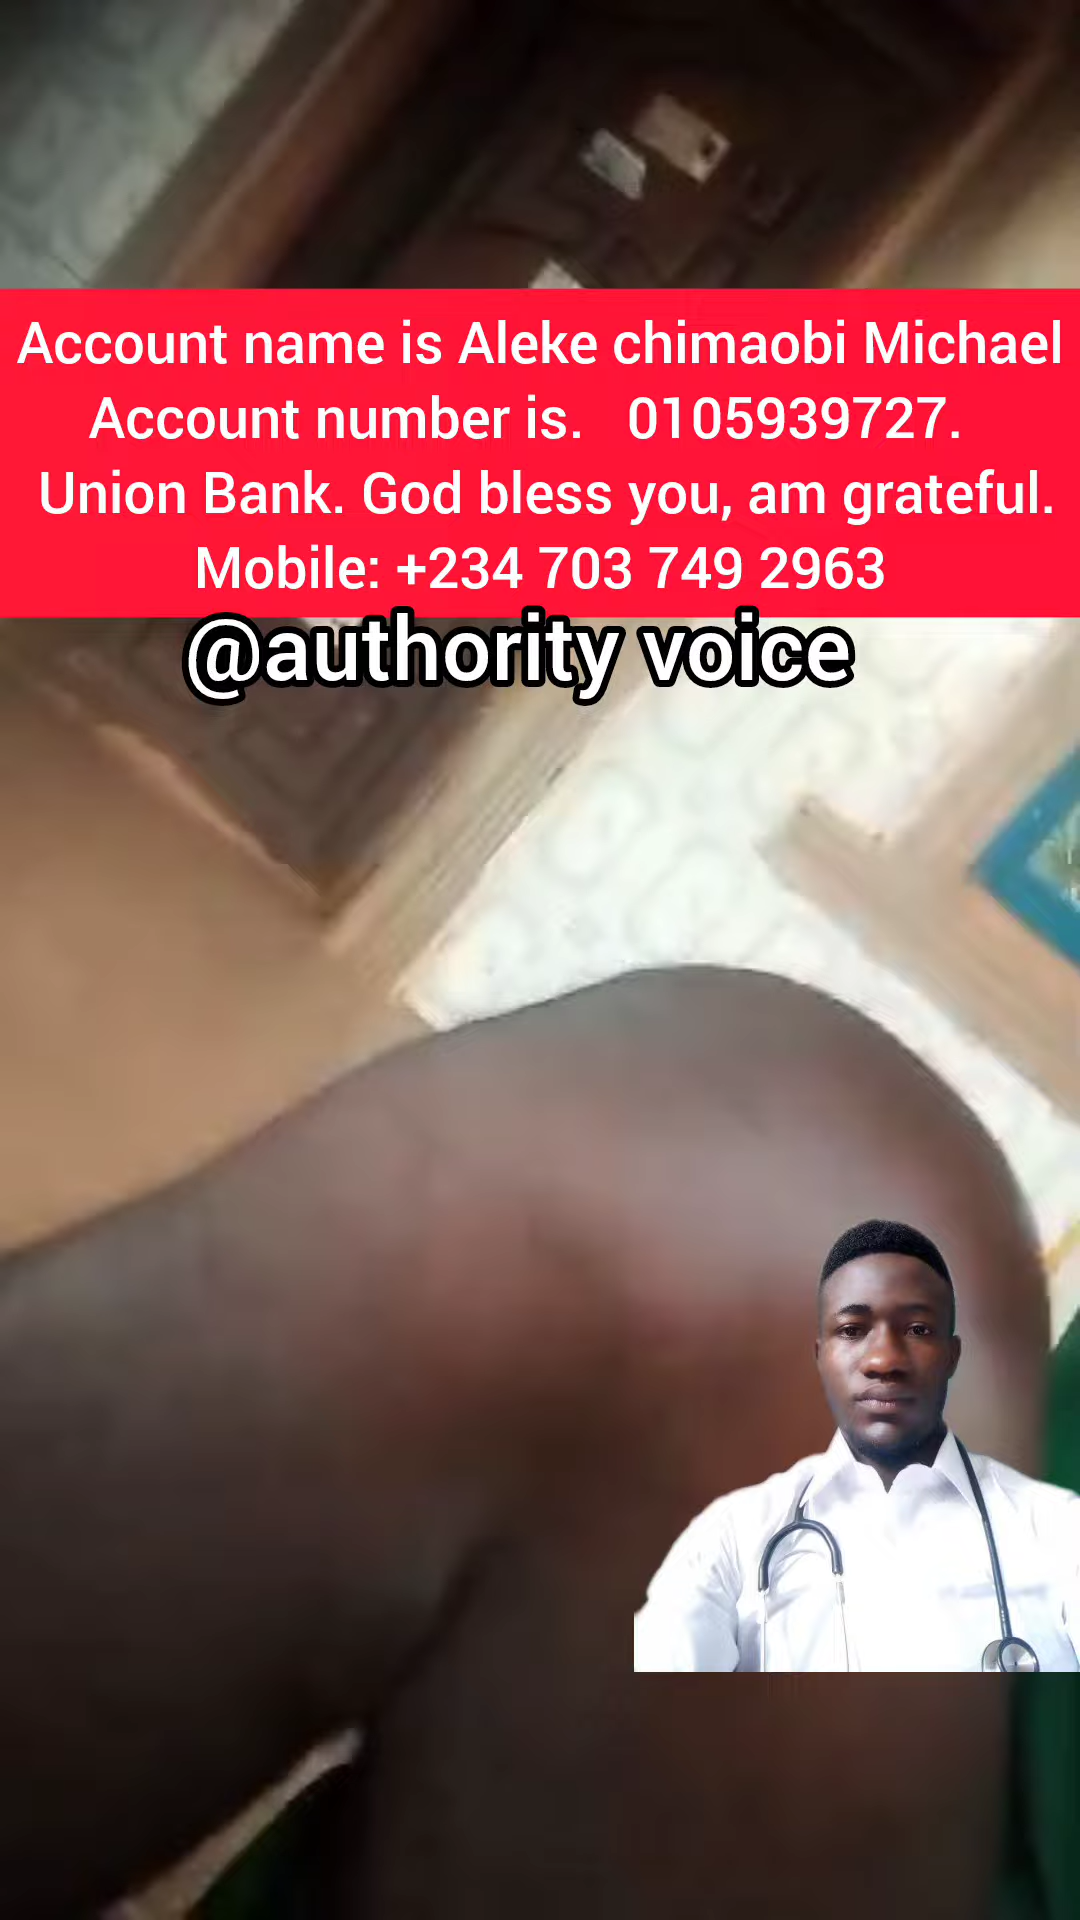 Account name is Aleke chimaobi Michael
Account number is. 0105939727.
Union Bank. God bless you, am grateful.
Mobile: +234 703 749 2963
@authority voice